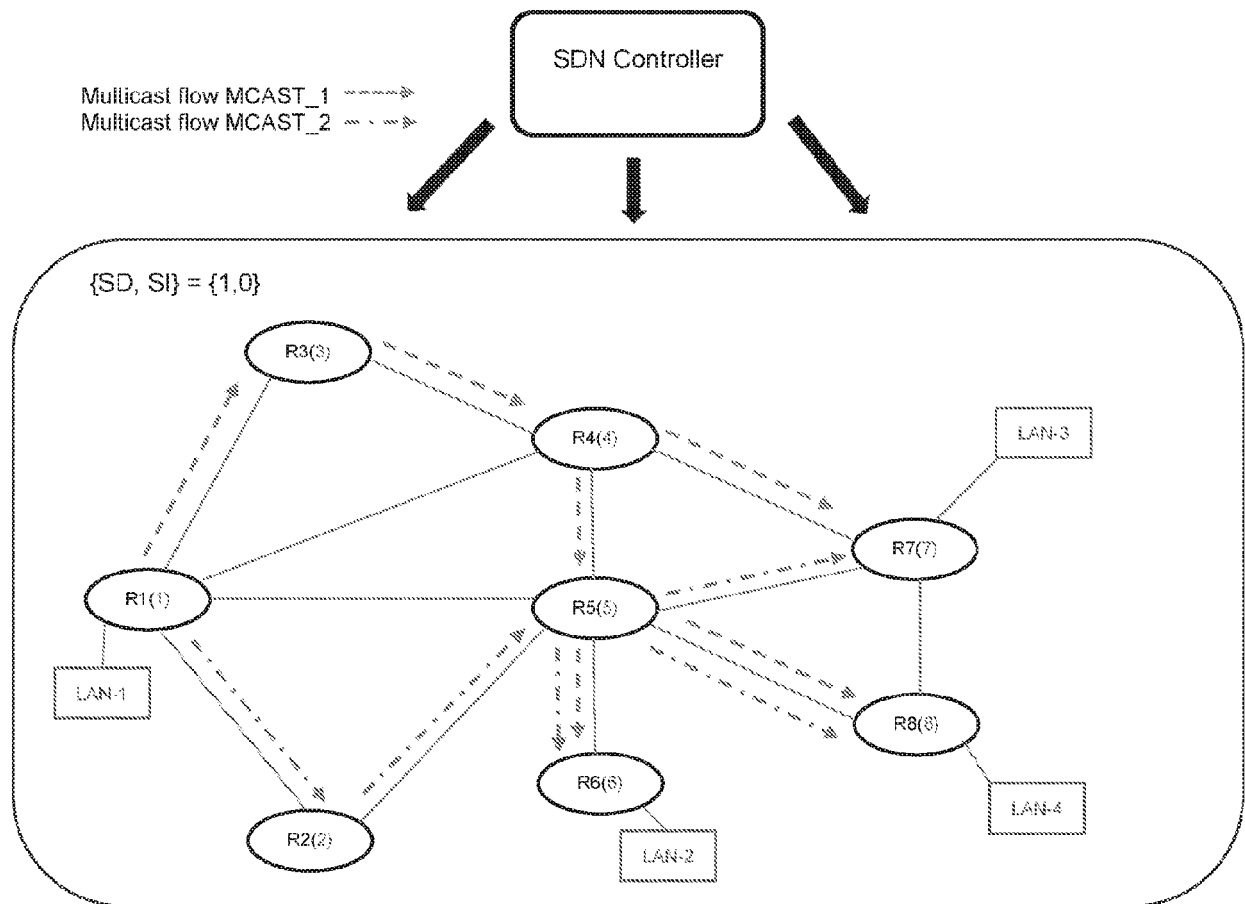 SDN Controller
Multicast flow MCAST_1
Multicast flow MCAST_2
{SD, SI} = {1,0}
R3(3)
R4(4)
LAN-3
R7(7)
R1(1)
R5(5)
LAN-1
R8(8)
R6(6)
LAN-4
R2(2)
LAN-2